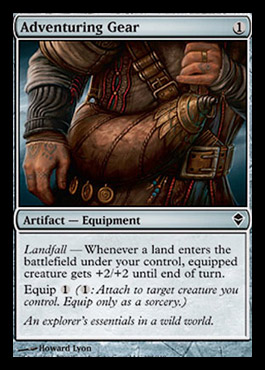 Adventuring Gear 1
Artifact — Equipment
Landfall — Whenever a land enters the
battlefield under your control, equipped
creature gets +2/+2 until end of turn.
Equip 1 (1: Attach to target creature you
control. Equip only as a sorcery.)
An explorer's essentials in a wild world.
Howard Lyon